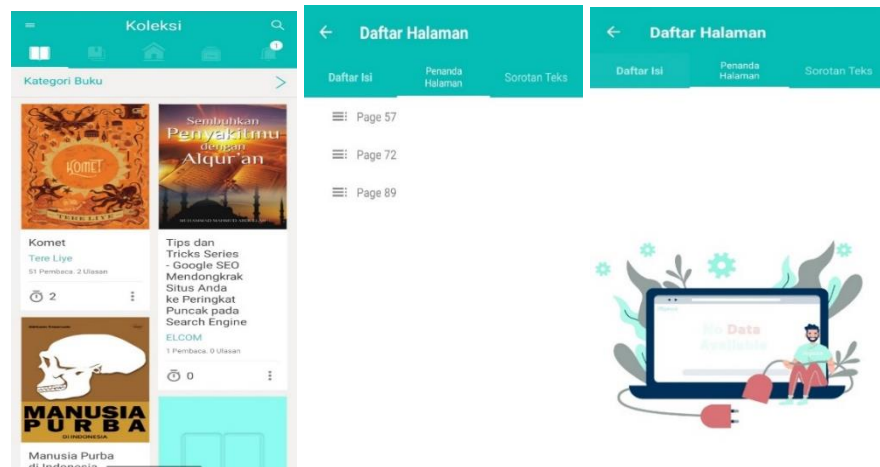 Koleksi
1
Kategori Buku
KOMET
TERE LIYE
Komet
Tere Liye
51 Pembaca. 2 Ulasan
2
Sembuhkan
Penyakitmu
dengan
Alqur'an
Tips dan
Tricks Series
- Google SEO
Mendongkrak
Situs Anda
ke Peringkat
Puncak pada
Search Engine
ELCOM
1 Pembaca. 0 Ulasan
0
MANUSIA
PURBA
DI INDONESIA
Manusia Purba
di Indonesia
Daftar Halaman
Daftar Isi
Penanda
Halaman
Sorotan Teks
Page 57
Page 72
Page 89
Daftar Halaman
Daftar Isi
Penanda
Halaman
Sorotan Teks
No Data
Available